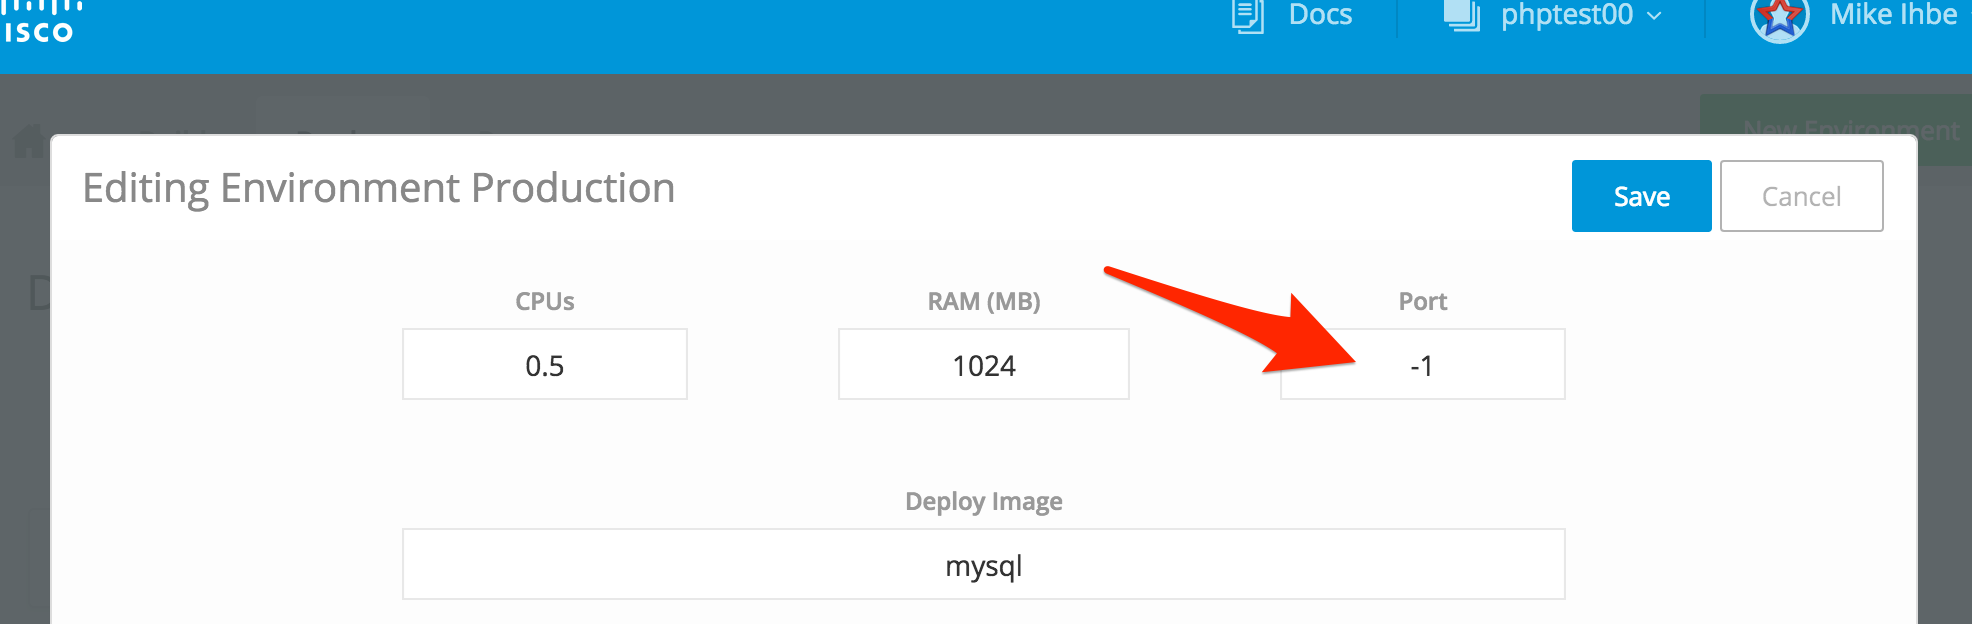 ISCO
Docs
phptest00
Mike Ihbe
New Environment
Editing Environment Production
Save
Cancel
CPUs
RAM (MB)
Port
0.5
1024
-1
Deploy Image
mysql